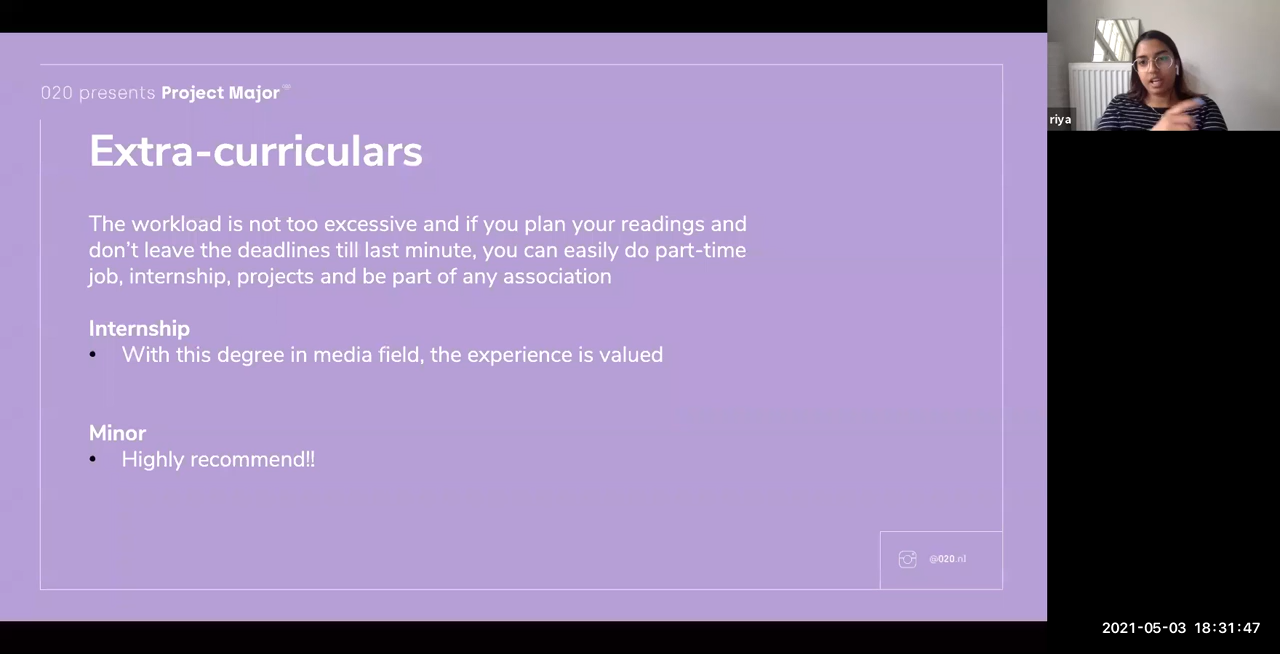 020 presents Project Major
Extra-curriculars
The workload is not too excessive and if you plan your readings and
don't leave the deadlines till last minute, you can easily do part-time
job, internship, projects and be part of any association
Internship
• With this degree in media field, the experience is valued
Minor
• Highly recommend!!
@020.nl
riya
2021-05-03 18:31:47